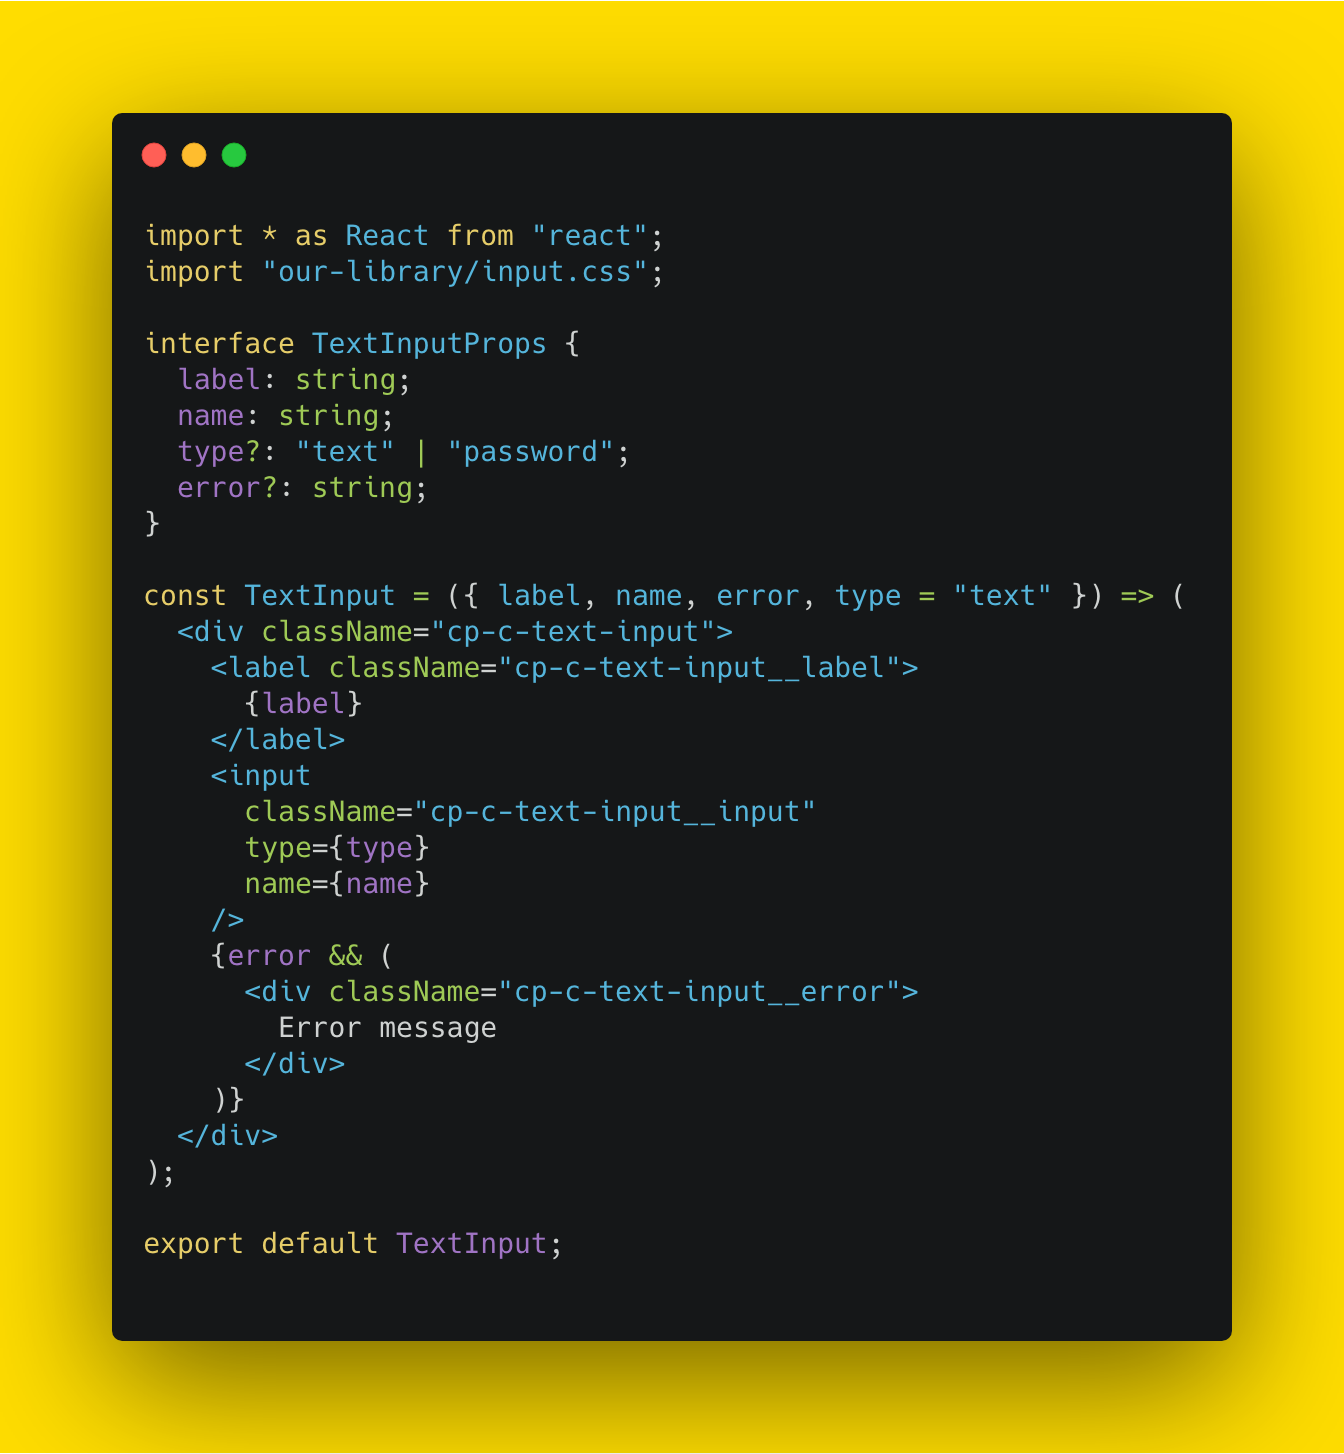 import * as React from "react";
import "our-library/input.css";

interface TextInputProps {
  label: string;
  name: string;
  type?: "text" | "password";
  error?: string;
}

const TextInput = ({ label, name, error, type = "text" }) => (
  <div className="cp-c-text-input">
    <label className="cp-c-text-input__label">
      {label}
    </label>
    <input
      className="cp-c-text-input__input"
      type={type}
      name={name}
    />
    {error && (
      <div className="cp-c-text-input__error">
        Error message
      </div>
    )}
  </div>
);

export default TextInput;